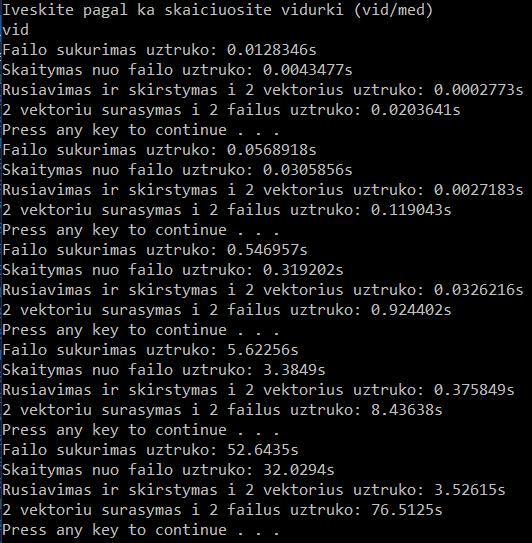 Iveskite pagal ka skaiciuosite vidurki (vid/med)
vid
Failo sukurimas uztruko: 0.0128346s
Skaitymas nuo failo uztruko: 0.0043477s
Rusiavimas ir skirstymas i 2 vektorius uztruko: 0.0002773s
2 vektoriu surasymas i 2 failus uztruko: 0.0203641s
Press any key to continue . . .
Failo sukurimas uztruko: 0.0568918s
Skaitymas nuo failo uztruko: 0.0305856s
Rusiavimas ir skirstymas i 2 vektorius uztruko: 0.0027183s
2 vektoriu surasymas i 2 failus uztruko: 0.119043s
Press any key to continue . . .
Failo sukurimas uztruko: 0.546957s
Skaitymas nuo failo uztruko: 0.319202s
Rusiavimas ir skirstymas i 2 vektorius uztruko: 0.0326216s
2 vektoriu surasymas i 2 failus uztruko: 0.924402s
Press any key to continue . . .
Failo sukurimas uztruko: 5.62256s
Skaitymas nuo failo uztruko: 3.3849s
Rusiavimas ir skirstymas i 2 vektorius uztruko: 0.375849s
2 vektoriu surasymas i 2 failus uztruko: 8.43638s
Press any key to continue . . .
Failo sukurimas uztruko: 52.6435s
Skaitymas nuo failo uztruko: 32.0294s
Rusiavimas ir skirstymas i 2 vektorius uztruko: 3.52615s
2 vektoriu surasymas i 2 failus uztruko: 76.5125s
Press any key to continue . . .